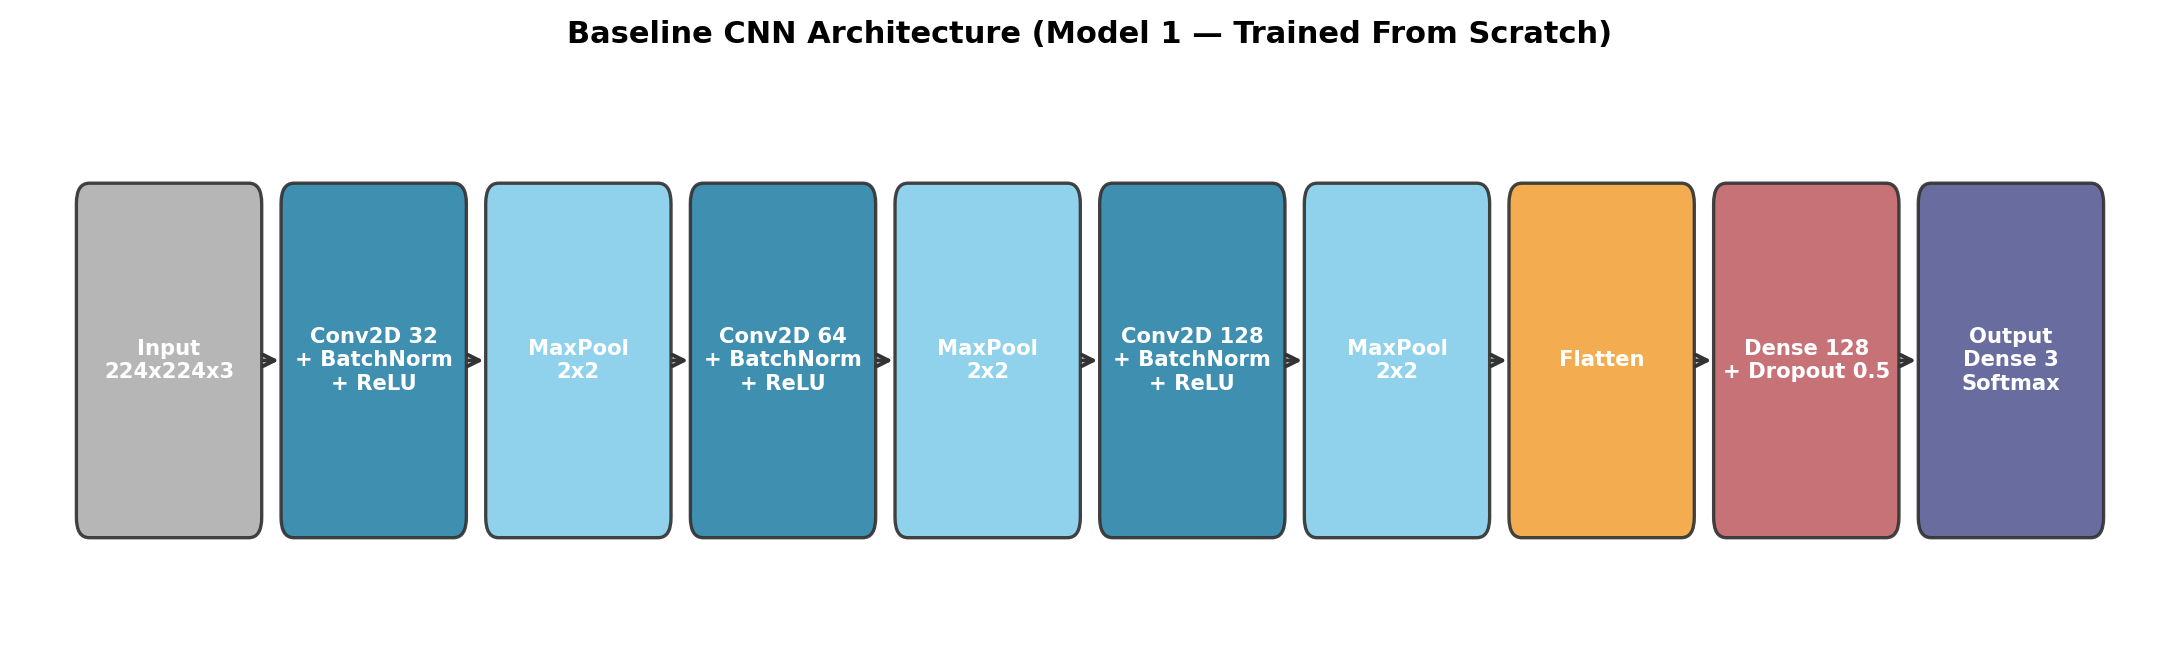 Baseline CNN Architecture (Model 1 — Trained From Scratch)
Input
224x224x3
Conv2D 32
+ BatchNorm
+ ReLU
MaxPool
2x2
Conv2D 64
+ BatchNorm
+ ReLU
MaxPool
2x2
Conv2D 128
+ BatchNorm
+ ReLU
MaxPool
2x2
Flatten
Dense 128
+ Dropout 0.5
Output
Dense 3
Softmax